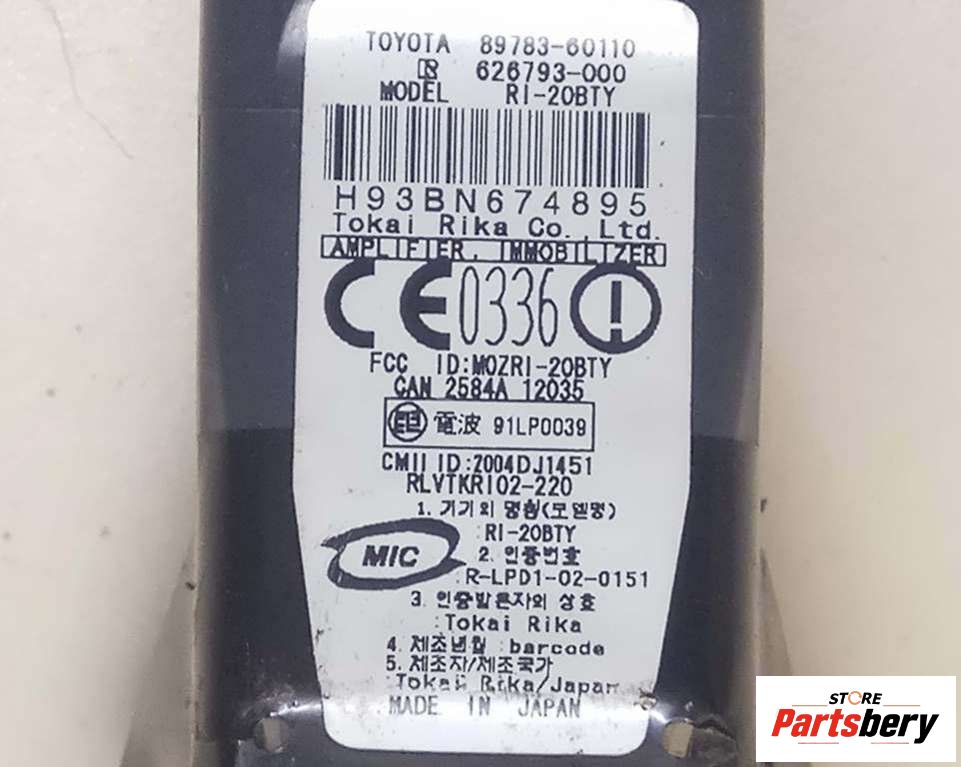 TOYOTA 89783-60110
R 626793-000
MODEL RI-20BTY
H93BN674895
Tokai Rika Co.,Ltd.
AMPLIFIER, IMMOBILIZER
CE0336
FCC ID:MOZRI-20BTY
CAN 2584A 12035
電波 91LP0039
CMII ID:2004DJ1451
RLVTKRI02-220
1. 기기의 명칭(모델명)
:RI-20BTY
MIC
2. 인증번호
:R-LPD1-02-0151
3. 인증받은자의 상호
:Tokai Rika
4. 제조년월 :barcode
5. 제조자/제조국가
:Tokai Rika/Japan
MADE IN JAPAN
STORE
Partsbery